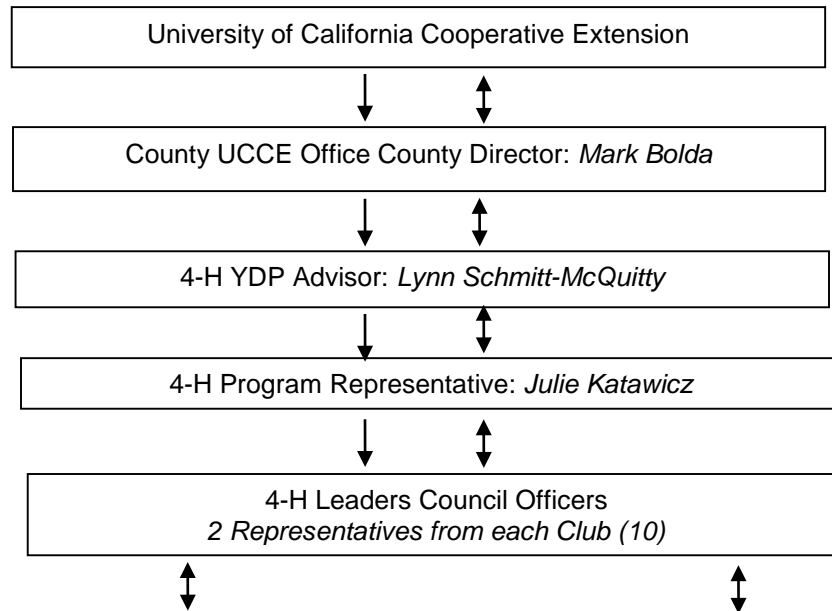 University of California Cooperative Extension
County UCCE Office County Director: Mark Bolda
4-H YDP Advisor: Lynn Schmitt-McQuitty
4-H Program Representative: Julie Katawicz
4-H Leaders Council Officers
2 Representatives from each Club (10)